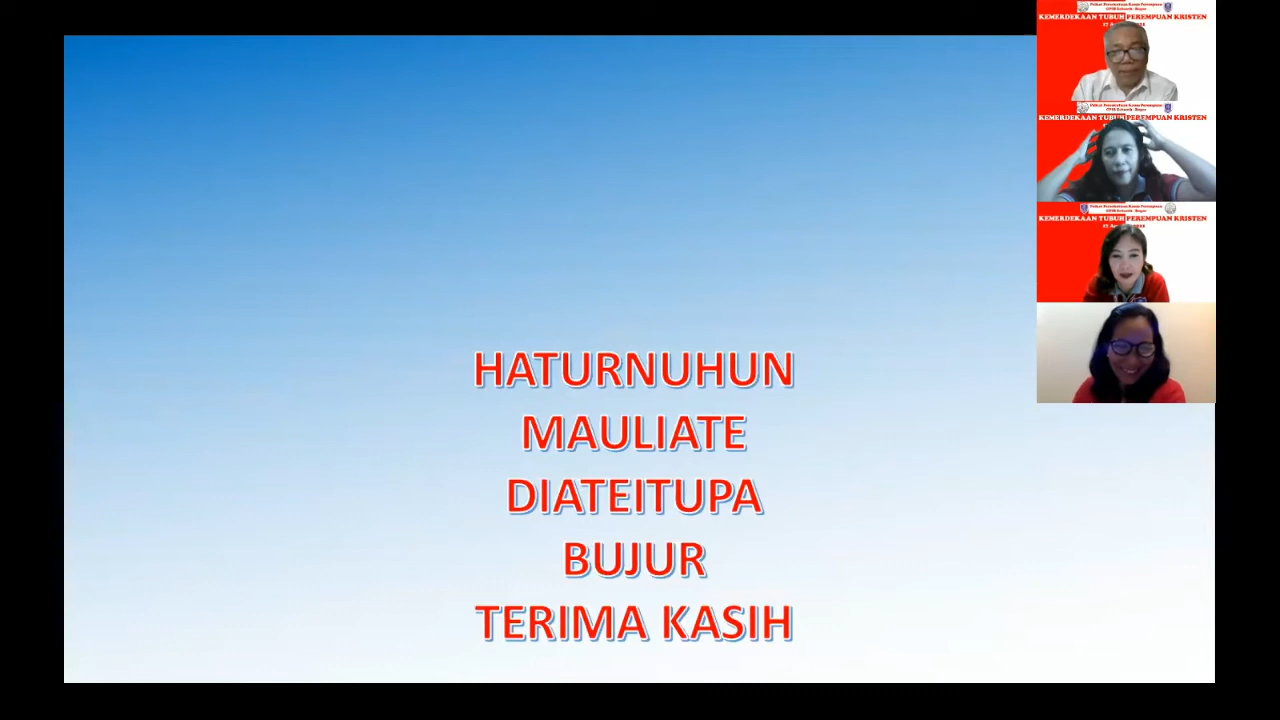 HATURNUHUN
MAULIATE
DIATEITUPA
BUJUR
TERIMA KASIH
KEMERDEKAAN TUBUH PEREMPUAN KRISTEN
KEMERDEKAAN TUBUH PEREMPUAN KRISTEN
KEMERDEKAAN TUBUH PEREMPUAN KRISTEN